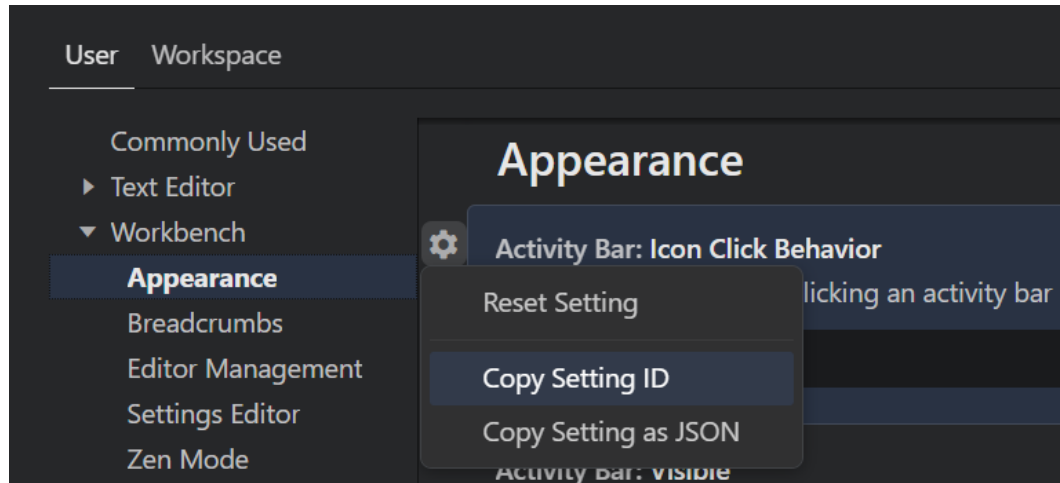 User Workspace
Commonly Used
Text Editor
Workbench
Appearance
Breadcrumbs
Editor Management
Settings Editor
Zen Mode
Appearance
Activity Bar: Icon Click Behavior
licking an activity bar
Reset Setting
Copy Setting ID
Copy Setting as JSON
Activity Bar: Visible